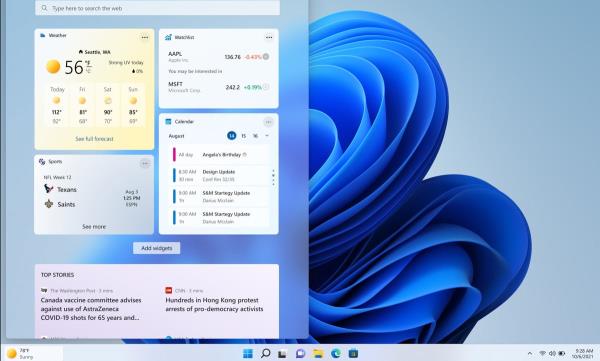 Type here to search the web
Weather
Seattle, WA
56 °F
°C
Strong UV today
0%
Today Fri Sat Sun
112° 81° 90° 85°
92° 68° 70° 69°
See full forecast
Watchlist
AAPL 136.76 -0.43%
Apple Inc.
You may be interested in
MSFT 242.2 +0.19%
Microsoft Corp.
Calendar
August 14 15 16
All day Angela's Birthday
8:30 AM Design Update
30 min Conf Rm 32/35
9:00 AM S&M Startegy Update
1h Darius Mcclain
9:00 AM S&M Startegy Update
1h Darius Mcclain
Sports
NFL Week 12
Texans
Saints
Aug 3
1:25 PM
ESPN
See more
Add widgets
TOP STORIES
The Washington Post · 3 mins
Canada vaccine committee advises
against use of AstraZeneca
COVID-19 shots for 65 years and...
CNN · 3 mins
Hundreds in Hong Kong protest
arrests of pro-democracy activists
78°F
Sunny
9:28 AM
10/6/2021